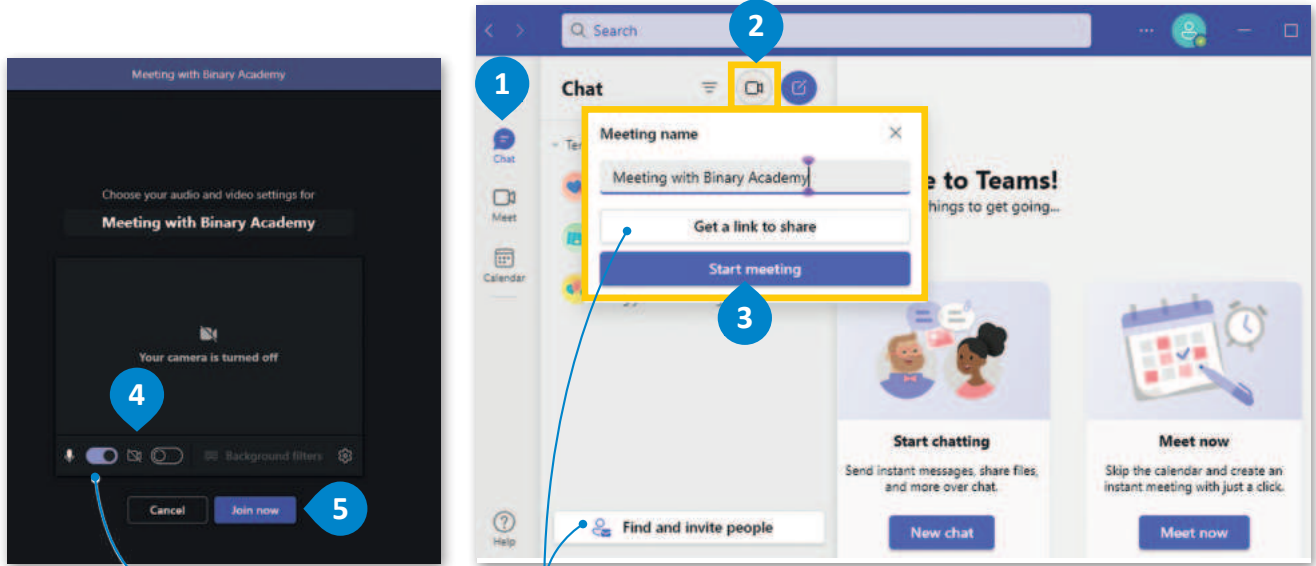 Meeting with Binary Academy
Choose your audio and video settings for
Meeting with Binary Academy
Your camera is turned off
4
Background filters
Cancel
Join now
5
Search
2
1
Chat
Meeting name
Chat
Meeting with Binary Academy
e to Teams!
hings to get going...
Meet
Get a link to share
Calendar
Start meeting
3
Start chatting
Send instant messages, share files,
and more over chat.
New chat
Meet now
Skip the calendar and create an
instant meeting with just a click.
Meet now
Help
Find and invite people